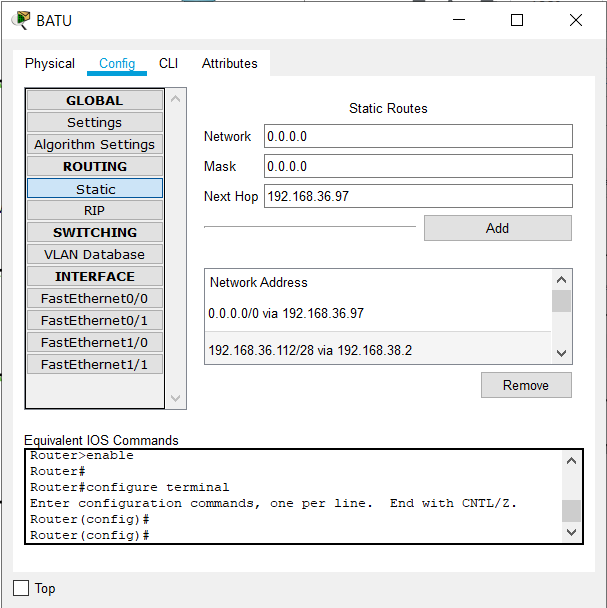 BATU
Physical Config CLI Attributes
GLOBAL
Settings
Algorithm Settings
ROUTING
Static
RIP
SWITCHING
VLAN Database
INTERFACE
FastEthernet0/0
FastEthernet0/1
FastEthernet1/0
FastEthernet1/1
Static Routes
Network 0.0.0.0
Mask 0.0.0.0
Next Hop 192.168.36.97
Add
Network Address
0.0.0.0/0 via 192.168.36.97
192.168.36.112/28 via 192.168.38.2
Remove
Equivalent IOS Commands
Router>enable
Router#
Router#configure terminal
Enter configuration commands, one per line.  End with CNTL/Z.
Router(config)#
Router(config)#
Top